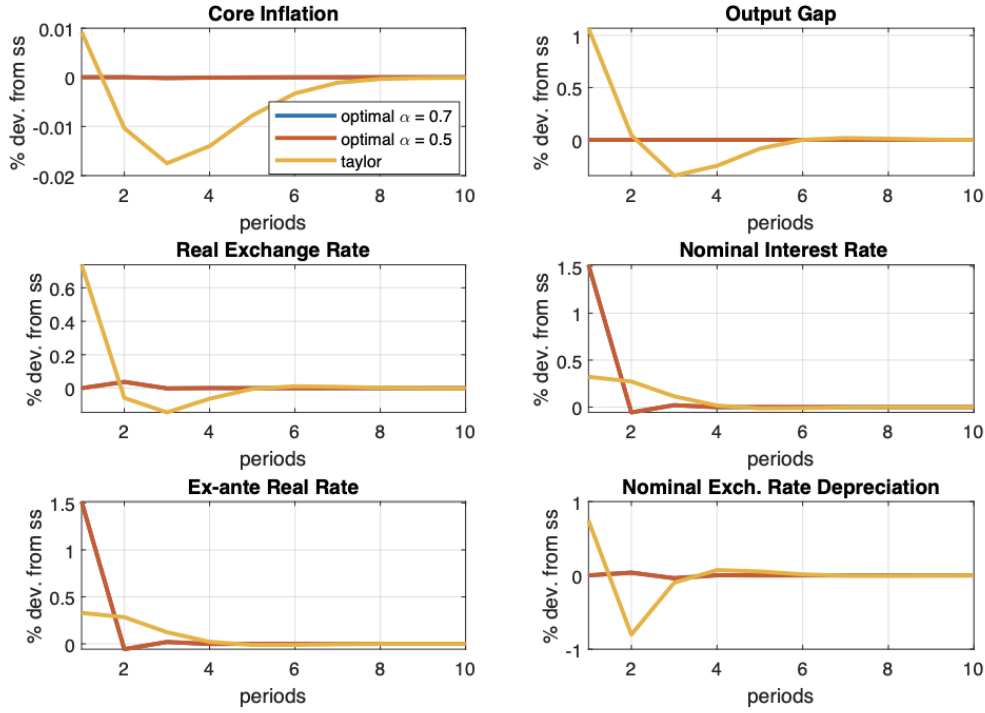 Core Inflation
% dev. from ss
0.01
0
-0.01
-0.02
optimal α = 0.7
optimal α = 0.5
taylor
2
4
6
8
10
periods
Output Gap
% dev. from ss
1
0.5
0
2
4
6
8
10
periods
Real Exchange Rate
% dev. from ss
0.6
0.4
0.2
0
2
4
6
8
10
periods
Nominal Interest Rate
% dev. from ss
1.5
1
0.5
0
2
4
6
8
10
periods
Ex-ante Real Rate
% dev. from ss
1.5
1
0.5
0
2
4
6
8
10
periods
Nominal Exch. Rate Depreciation
% dev. from ss
1
0
-1
2
4
6
8
10
periods